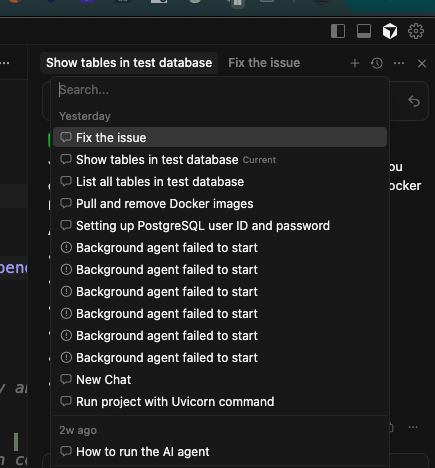 Show tables in test database Fix the issue
Search...
Yesterday
Fix the issue
Show tables in test database Current
List all tables in test database
Pull and remove Docker images
Setting up PostgreSQL user ID and password
Background agent failed to start
Background agent failed to start
Background agent failed to start
Background agent failed to start
Background agent failed to start
Background agent failed to start
New Chat
Run project with Uvicorn command
2w ago
How to run the AI agent